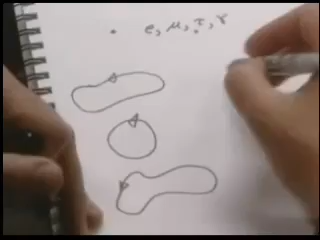 e, μ, τ, γ